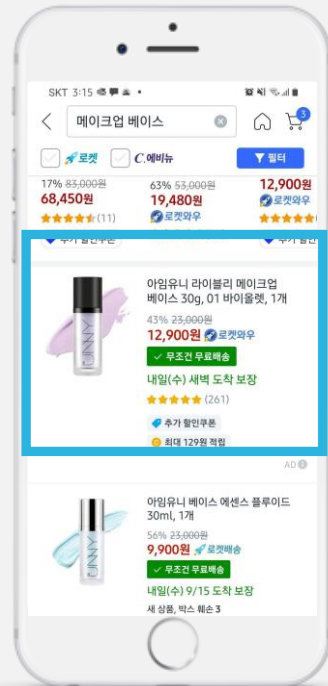 SKT 3:15
메이크업 베이스
3
로켓
C.에비뉴
필터
17% 83,000원
68,450원
(11)
63% 53,000원
19,480원
로켓와우
12,900원
로켓와우
추가 할인쿠폰
추가 할인
아임유니 라이블리 메이크업
베이스 30g, 01 바이올렛, 1개
43% 23,000원
12,900원 로켓와우
무조건 무료배송
내일(수) 새벽 도착 보장
(261)
추가 할인쿠폰
최대 129원 적립
UNNY
AD
아임유니 베이스 에센스 플루이드
30ml, 1개
56% 23,000원
9,900원 로켓배송
무조건 무료배송
내일(수) 9/15 도착 보장
새 상품, 박스 훼손 3
UNNY